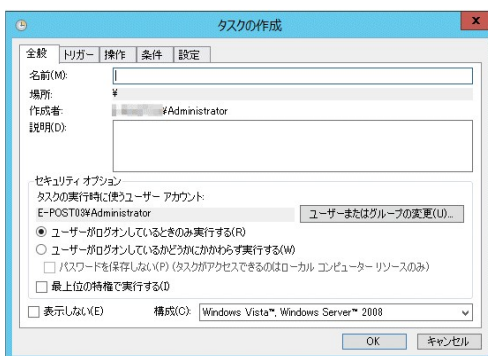 タスクの作成
x
全般 トリガー 操作 条件 設定
名前(M):
場所: ¥
作成者: ¥Administrator
説明(D):
セキュリティ オプション
タスクの実行時に使うユーザー アカウント:
E-POST03¥Administrator ユーザーまたはグループの変更(U)...
ユーザーがログオンしているときのみ実行する(R)
ユーザーがログオンしているかどうかにかかわらず実行する(W)
パスワードを保存しない(P) (タスクがアクセスできるのはローカル コンピューター リソースのみ)
最上位の特権で実行する(I)
表示しない(E) 構成(C): Windows Vista™, Windows Server™ 2008
OK キャンセル